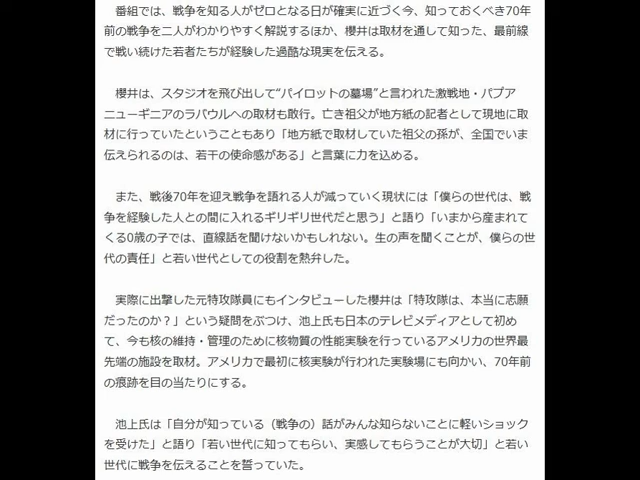 番組では、戦争を知る人がゼロとなる日が確実に近づく今、知っておくべき70年
前の戦争を二人がわかりやすく解説するほか、櫻井は取材を通して知った、最前線
で戦い続けた若者たちが経験した過酷な現実を伝える。
櫻井は、スタジオを飛び出して“パイロットの墓場”と言われた激戦地・パプア
ニューギニアのラバウルへの取材も敢行。亡き祖父が地方紙の記者として現地に取
材に行っていたということもあり「地方紙で取材していた祖父の孫が、全国でいま
伝えられるのは、若干の使命感がある」と言葉に力を込める。
また、戦後70年を迎え戦争を語れる人が減っていく現状には「僕らの世代は、戦
争を経験した人との間に入れるギリギリ世代だと思う」と語り「いまから産まれて
くる0歳の子では、直線話を聞けないかもしれない。生の声を聞くことが、僕らの世
代の責任」と若い世代としての役割を熱弁した。
実際に出撃した元特攻隊員にもインタビューした櫻井は「特攻隊は、本当に志願
だったのか？」という疑問をぶつけ、池上氏も日本のテレビメディアとして初め
て、今も核の維持・管理のために核物質の性能実験を行っているアメリカの世界最
先端の施設を取材。アメリカで最初に核実験が行われた実験場にも向かい、70年前
の痕跡を目の当たりにする。
池上氏は「自分が知っている（戦争の）話がみんな知らないことに軽いショック
を受けた」と語り「若い世代に知ってもらい、実感してもらうことが大切」と若い
世代に戦争を伝えることを誓っていた。